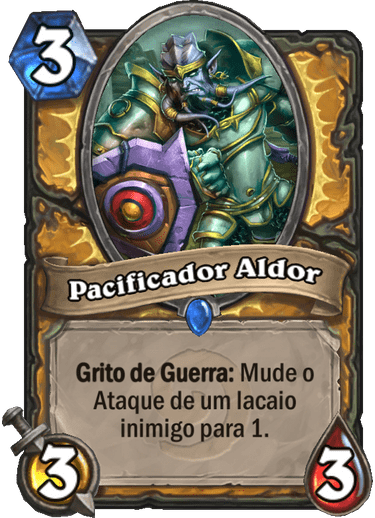 3
Pacificador Aldor
Grito de Guerra: Mude o
Ataque de um lacaio
inimigo para 1.
3
3